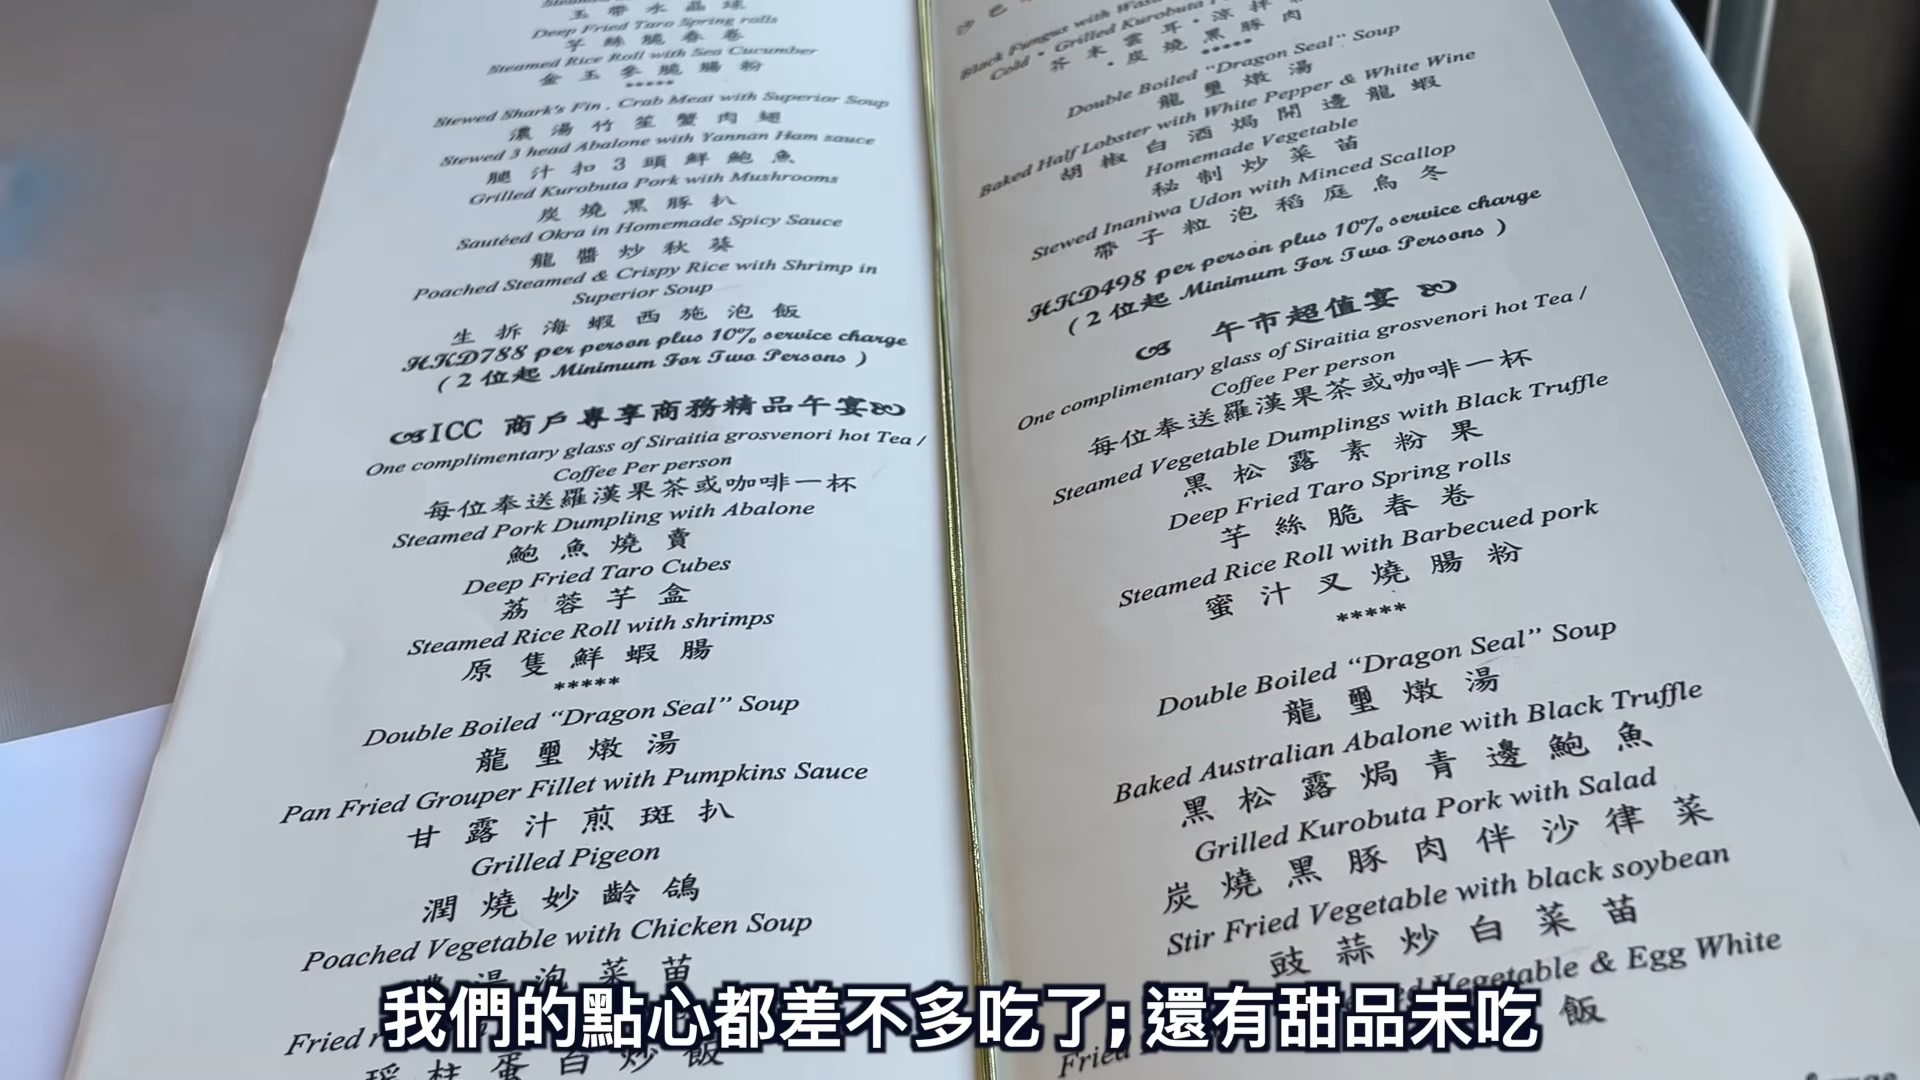 玉帶水晶球
Deep Fried Taro Spring rolls
芋絲脆春卷
Steamed Rice Roll with Sea Cucumber
金玉參脆腸粉
*****
Stewed Shark's Fin , Crab Meat with Superior Soup
濃湯竹笙蟹肉翅
Stewed 3 head Abalone with Yannan Ham sauce
腿汁扣3頭鮮鮑魚
Grilled Kurobuta Pork with Mushrooms
炭燒黑豚扒
Sautéed Okra in Homemade Spicy Sauce
龍醬炒秋葵
Poached Steamed & Crispy Rice with Shrimp in
Superior Soup
生拆海蝦西施泡飯
HKD788 per person plus 10% service charge
( 2 位起 Minimum For Two Persons )
ICC 商戶專享商務精品午宴
One complimentary glass of Siraitia grosvenori hot Tea /
Coffee Per person
每位奉送羅漢果茶或咖啡一杯
Steamed Pork Dumpling with Abalone
鮑魚燒賣
Deep Fried Taro Cubes
荔蓉芋盒
Steamed Rice Roll with shrimps
原隻鮮蝦腸
*****
Double Boiled “Dragon Seal” Soup
龍璽燉湯
Pan Fried Grouper Fillet with Pumpkins Sauce
甘露汁煎斑扒
Grilled Pigeon
潤燒妙齡鴿
Poached Vegetable with Chicken Soup
湯泡菜苗
Fried
瑤柱蛋白炒飯
Black Fungus with
Cold • Grilled Kurobuta
芥末雲耳 • 涼拌
• 炭燒黑豚肉
*****
Double Boiled “Dragon Seal” Soup
龍璽燉湯
Baked Half Lobster with White Pepper & White Wine
胡椒白酒焗開邊龍蝦
Homemade Vegetable
秘制炒菜苗
Stewed Inaniwa Udon with Minced Scallop
帶子粒泡稻庭烏冬
HKD498 per person plus 10% service charge
( 2 位起 Minimum For Two Persons )
午市超值宴
One complimentary glass of Siraitia grosvenori hot Tea /
Coffee Per person
每位奉送羅漢果茶或咖啡一杯
Steamed Vegetable Dumplings with Black Truffle
黑松露素粉果
Deep Fried Taro Spring rolls
芋絲脆春卷
Steamed Rice Roll with Barbecued pork
蜜汁叉燒腸粉
*****
Double Boiled “Dragon Seal” Soup
龍璽燉湯
Baked Australian Abalone with Black Truffle
黑松露焗青邊鮑魚
Grilled Kurobuta Pork with Salad
炭燒黑豚肉伴沙律菜
Stir Fried Vegetable with black soybean
豉蒜炒白菜苗
Vegetable & Egg White
飯
Fried
我們的點心都差不多吃了; 還有甜品未吃